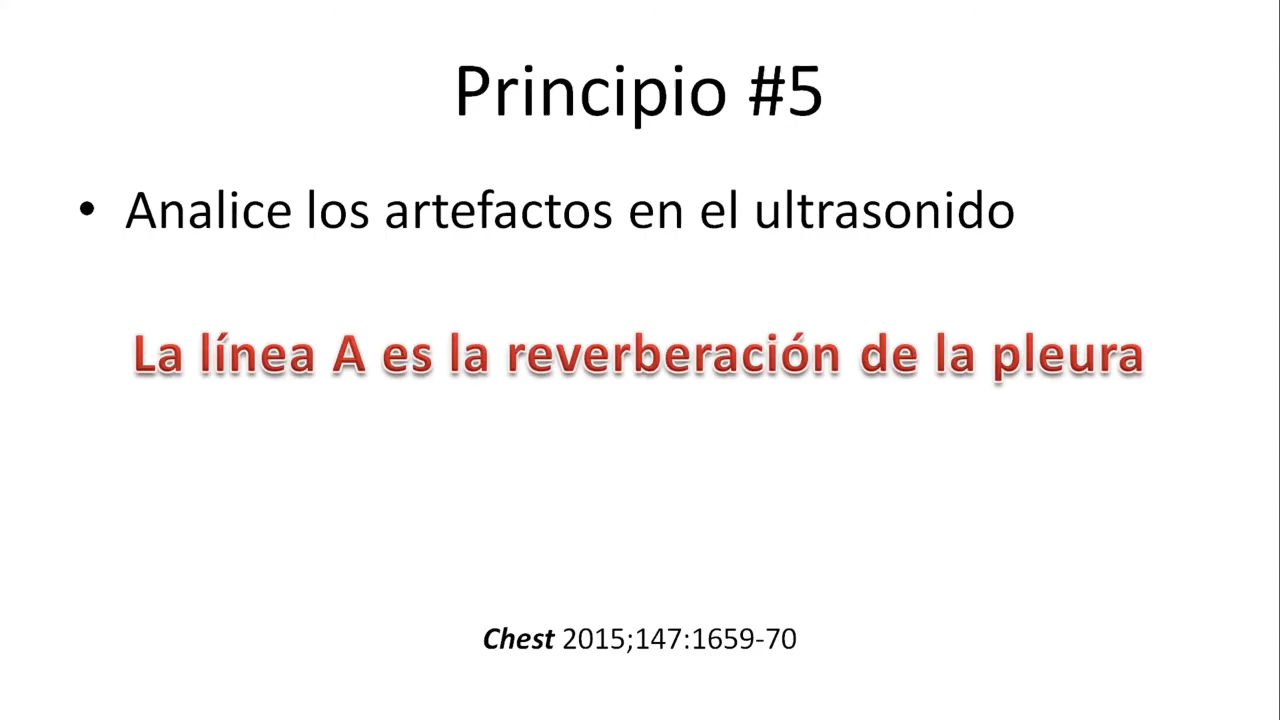 Principio #5
• Analice los artefactos en el ultrasonido
La línea A es la reverberación de la pleura
Chest 2015;147:1659-70